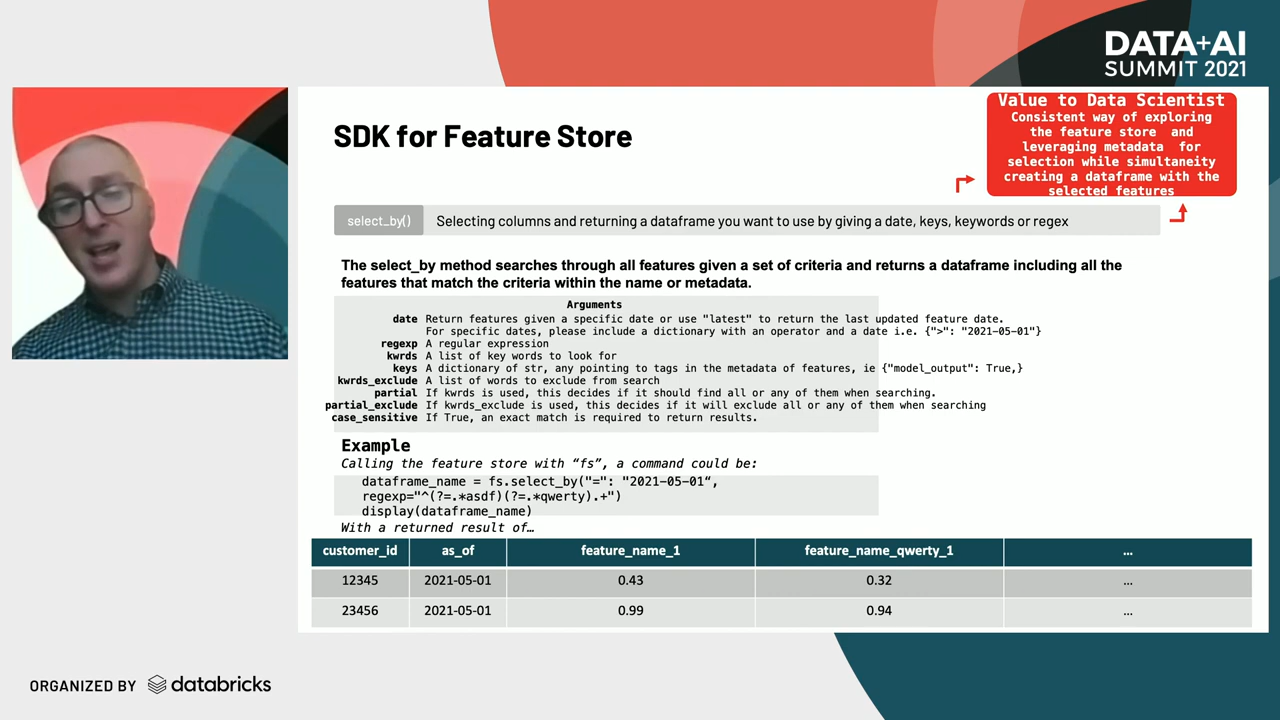 DATA+AI
SUMMIT 2021
SDK for Feature Store
Value to Data Scientist
Consistent way of exploring
the feature store and
leveraging metadata for
selection while simultaneity
creating a dataframe with the
selected features
select_by() Selecting columns and returning a dataframe you want to use by giving a date, keys, keywords or regex
The select_by method searches through all features given a set of criteria and returns a dataframe including all the
features that match the criteria within the name or metadata.
Arguments
date Return features given a specific date or use "latest" to return the last updated feature date.
For specific dates, please include a dictionary with an operator and a date i.e. {">": "2021-05-01"}
regexp A regular expression
kwrds A list of key words to look for
keys A dictionary of str, any pointing to tags in the metadata of features, ie {"model_output": True,}
kwrds_exclude A list of words to exclude from search
partial If kwrds is used, this decides if it should find all or any of them when searching.
partial_exclude If kwrds_exclude is used, this decides if it will exclude all or any of them when searching
case_sensitive If True, an exact match is required to return results.
Example
Calling the feature store with “fs”, a command could be:
dataframe_name = fs.select_by("=": "2021-05-01“,
regexp="^(?=.*asdf)(?=.*qwerty).+")
display(dataframe_name)
With a returned result of…
customer_id as_of feature_name_1 feature_name_qwerty_1 …
12345 2021-05-01 0.43 0.32 …
23456 2021-05-01 0.99 0.94 …
ORGANIZED BY databricks